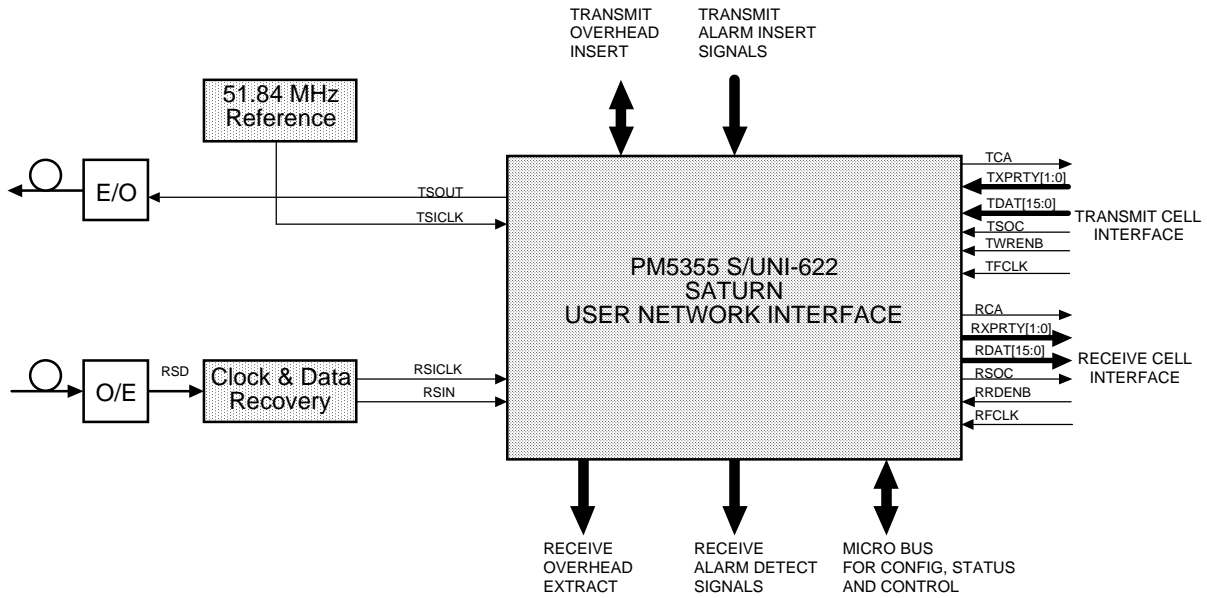 TRANSMIT
OVERHEAD
INSERT
TRANSMIT
ALARM INSERT
SIGNALS
51.84 MHz
Reference
E/O
TSOUT
TSICLK
PM5355 S/UNI-622
SATURN
USER NETWORK INTERFACE
TCA
TXPRTY[1:0]
TDAT[15:0]
TSOC
TWRENB
TFCLK
TRANSMIT CELL
INTERFACE
RCA
RXPRTY[1:0]
RDAT[15:0]
RSOC
RRDENB
RFCLK
RECEIVE CELL
INTERFACE
O/E
RSD
Clock & Data
Recovery
RSICLK
RSIN
RECEIVE
OVERHEAD
EXTRACT
RECEIVE
ALARM DETECT
SIGNALS
MICRO BUS
FOR CONFIG, STATUS
AND CONTROL